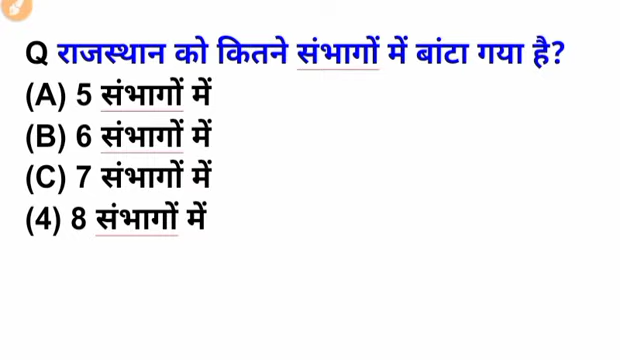 Q राजस्थान को कितने संभागों में बांटा गया है?
(A) 5 संभागों में
(B) 6 संभागों में
(C) 7 संभागों में
(4) 8 संभागों में